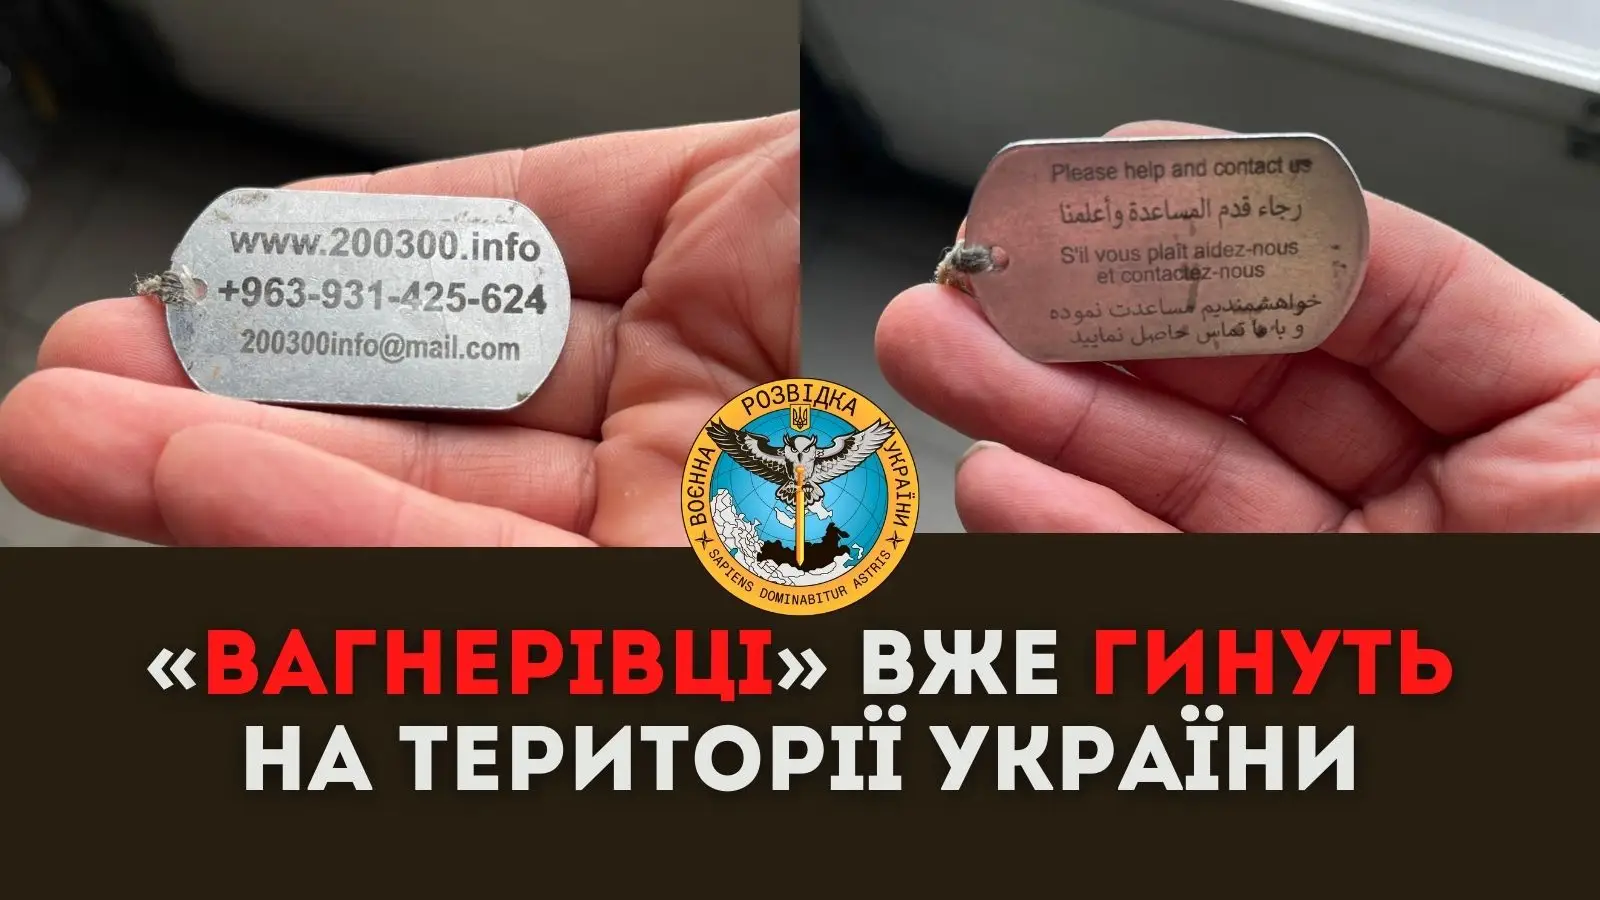 www.200300.info
+963-931-425-624
200300info@mail.com
Please help and contact us
رجاء قدم المساعدة وأعلمنا
S'il vous plaît aidez-nous
et contactez-nous
خواهشمندیم مساعدت نموده
و با ما تماس حاصل نمایید
ВОЄННА РОЗВІДКА УКРАЇНИ
SAPIENS DOMINABITUR ASTRIS
«ВАГНЕРІВЦІ» ВЖЕ ГИНУТЬ
НА ТЕРИТОРІЇ УКРАЇНИ